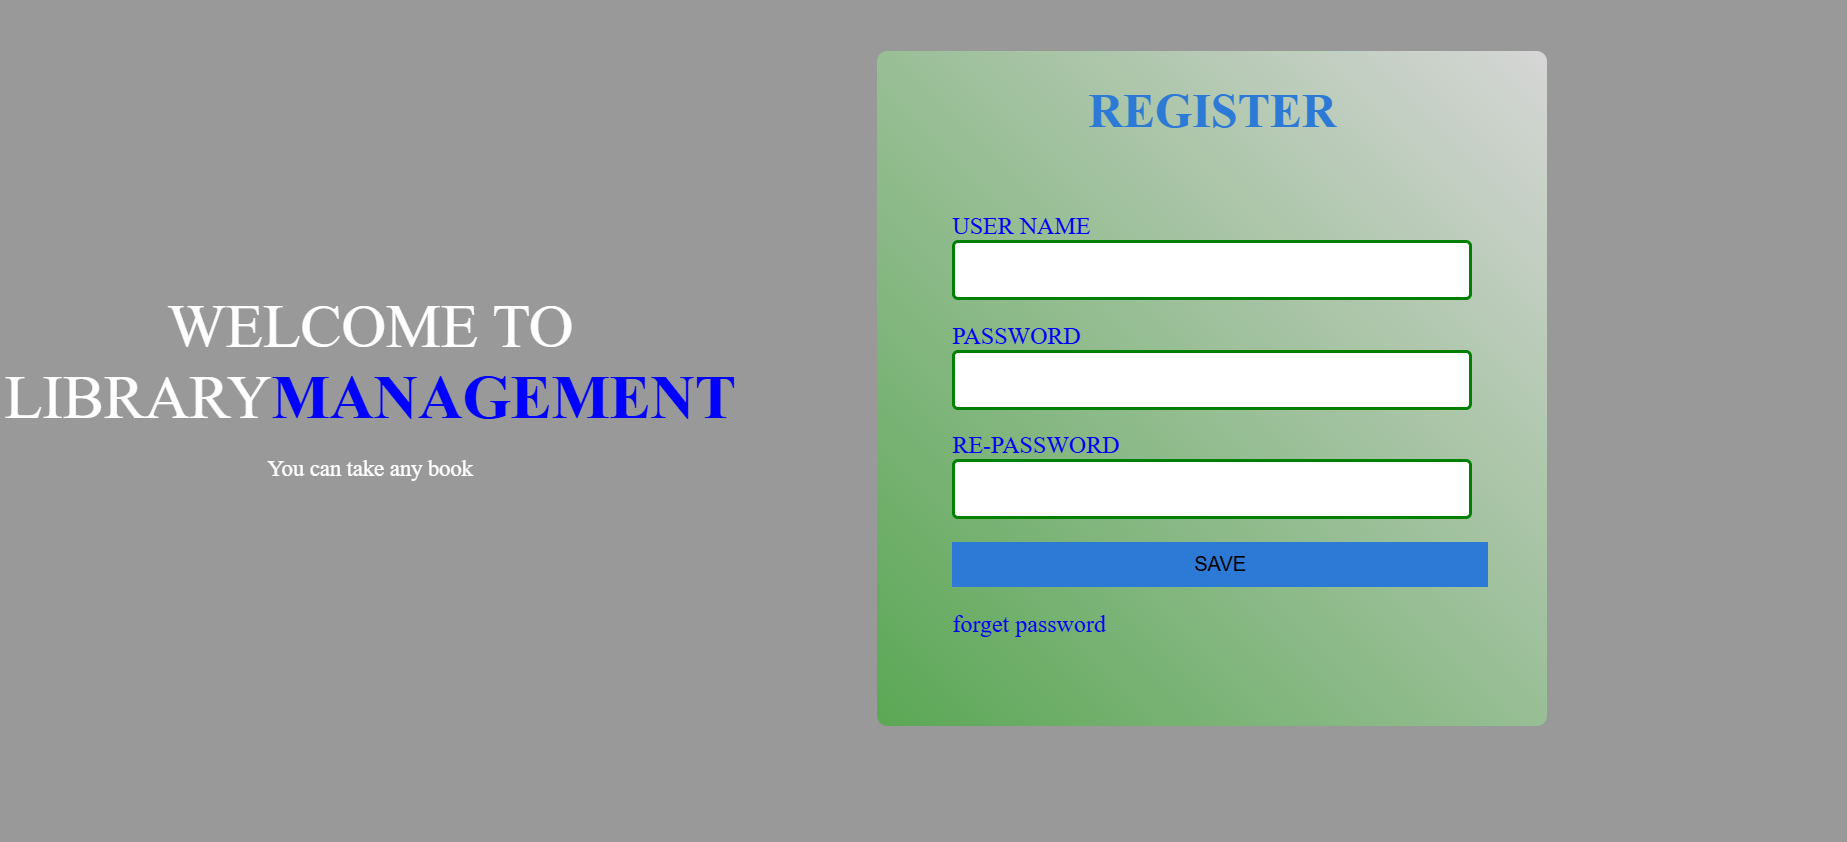 WELCOME TO
LIBRARYMANAGEMENT
You can take any book
REGISTER
USER NAME
PASSWORD
RE-PASSWORD
SAVE
forget password